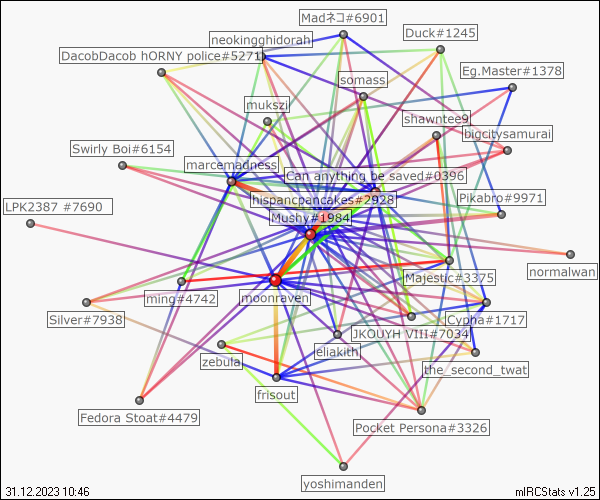 Madネコ#6901
Duck#1245
neokingghidorah
DacobDacob hORNY police#5271
Eg.Master#1378
somass
mukszi
shawntee9
bigcitysamurai
Swirly Boi#6154
marcemadness
Can anything be saved#0396
Pikabro#9971
hispancpancakes#2928
LPK2387 #7690
Mushy#1984
normalwan
Majestic#3375
ming#4742
moonraven
Silver#7938
Cypha#1717
JKOUYH VIII#7034
eliakith
zebula
the_second_twat
frisout
Fedora Stoat#4479
Pocket Persona#3326
yoshimanden
31.12.2023 10:46
mIRCStats v1.25